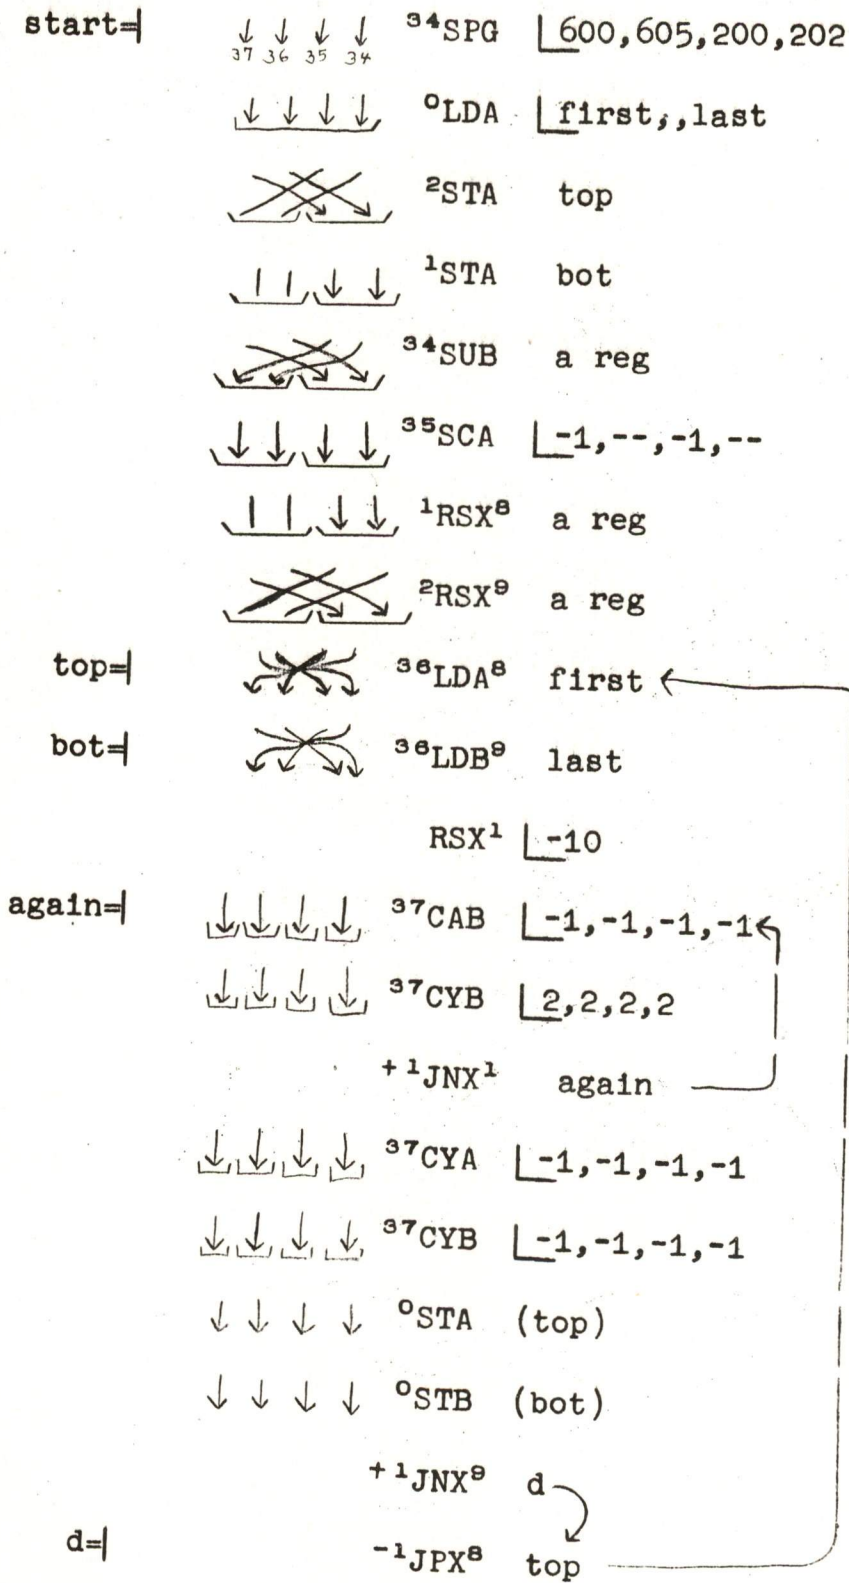 start=| ³⁴SPG |600,605,200,202
37 36 35 34
⁰LDA |first,,last
²STA top
¹STA bot
³⁴SUB a reg
³⁵SCA |-1,--,-1,--
¹RSX⁸ a reg
²RSX⁹ a reg
top=| ³⁶LDA⁸ first
bot=| ³⁶LDB⁹ last
RSX¹ |-10
again=| ³⁷CAB |-1,-1,-1,-1
³⁷CYB |2,2,2,2
⁺¹JNX¹ again
³⁷CYA |-1,-1,-1,-1
³⁷CYB |-1,-1,-1,-1
⁰STA (top)
⁰STB (bot)
⁺¹JNX⁹ d
d=| ⁻¹JPX⁸ top